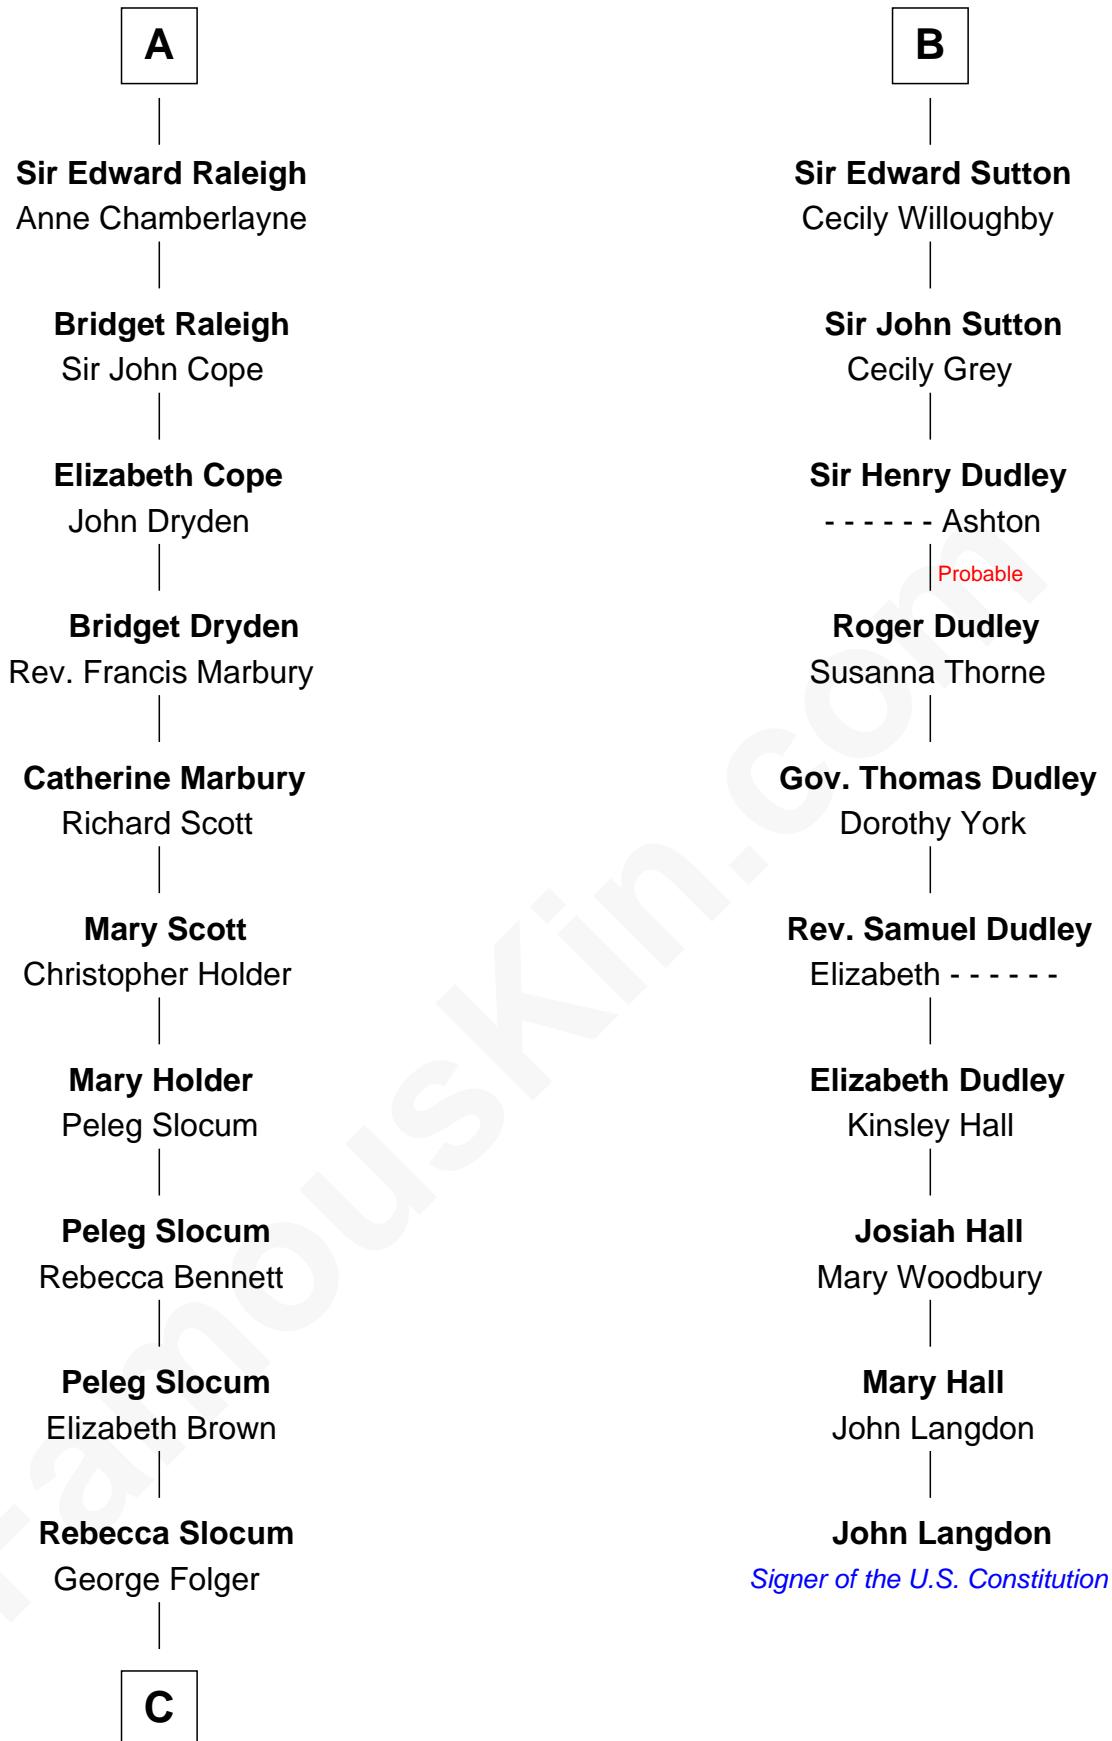 A
Sir Edward Raleigh
Anne Chamberlayne
Bridget Raleigh
Sir John Cope
Elizabeth Cope
John Dryden
Bridget Dryden
Rev. Francis Marbury
Catherine Marbury
Richard Scott
Mary Scott
Christopher Holder
Mary Holder
Peleg Slocum
Peleg Slocum
Rebecca Bennett
Peleg Slocum
Elizabeth Brown
Rebecca Slocum
George Folger
C
B
Sir Edward Sutton
Cecily Willoughby
Sir John Sutton
Cecily Grey
Sir Henry Dudley
- - - - - - Ashton
Probable
Roger Dudley
Susanna Thorne
Gov. Thomas Dudley
Dorothy York
Rev. Samuel Dudley
Elizabeth - - - - - -
Elizabeth Dudley
Kinsley Hall
Josiah Hall
Mary Woodbury
Mary Hall
John Langdon
John Langdon
Signer of the U.S. Constitution
FamousKin.com